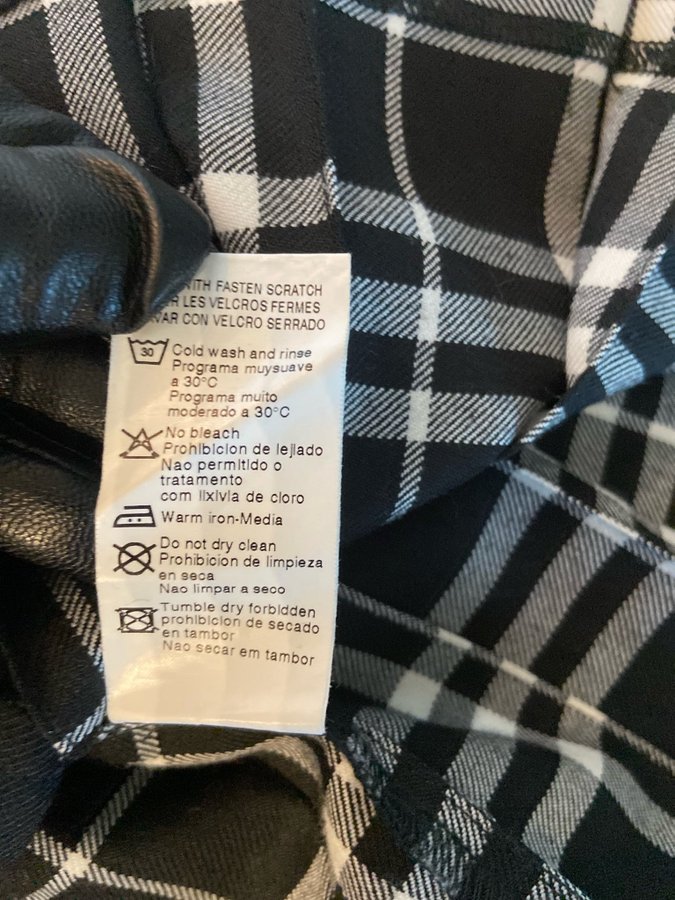 WITH FASTEN SCRATCH
LES VELCROS FERMES
CON VELCRO SERRADO
30 Cold wash and rinse
Programa muysuave
a 30°C
Programa muito
moderado a 30°C
No bleach
Prohibicion de lejlado
Nao permitido o
tratamento
com lixivia de cloro
Warm iron-Media
Do not dry clean
Prohibicion de limpieza
en seca
Nao limpar a seco
Tumble dry forbidden
prohibicion de secado
en tambor
Nao secar em tambor